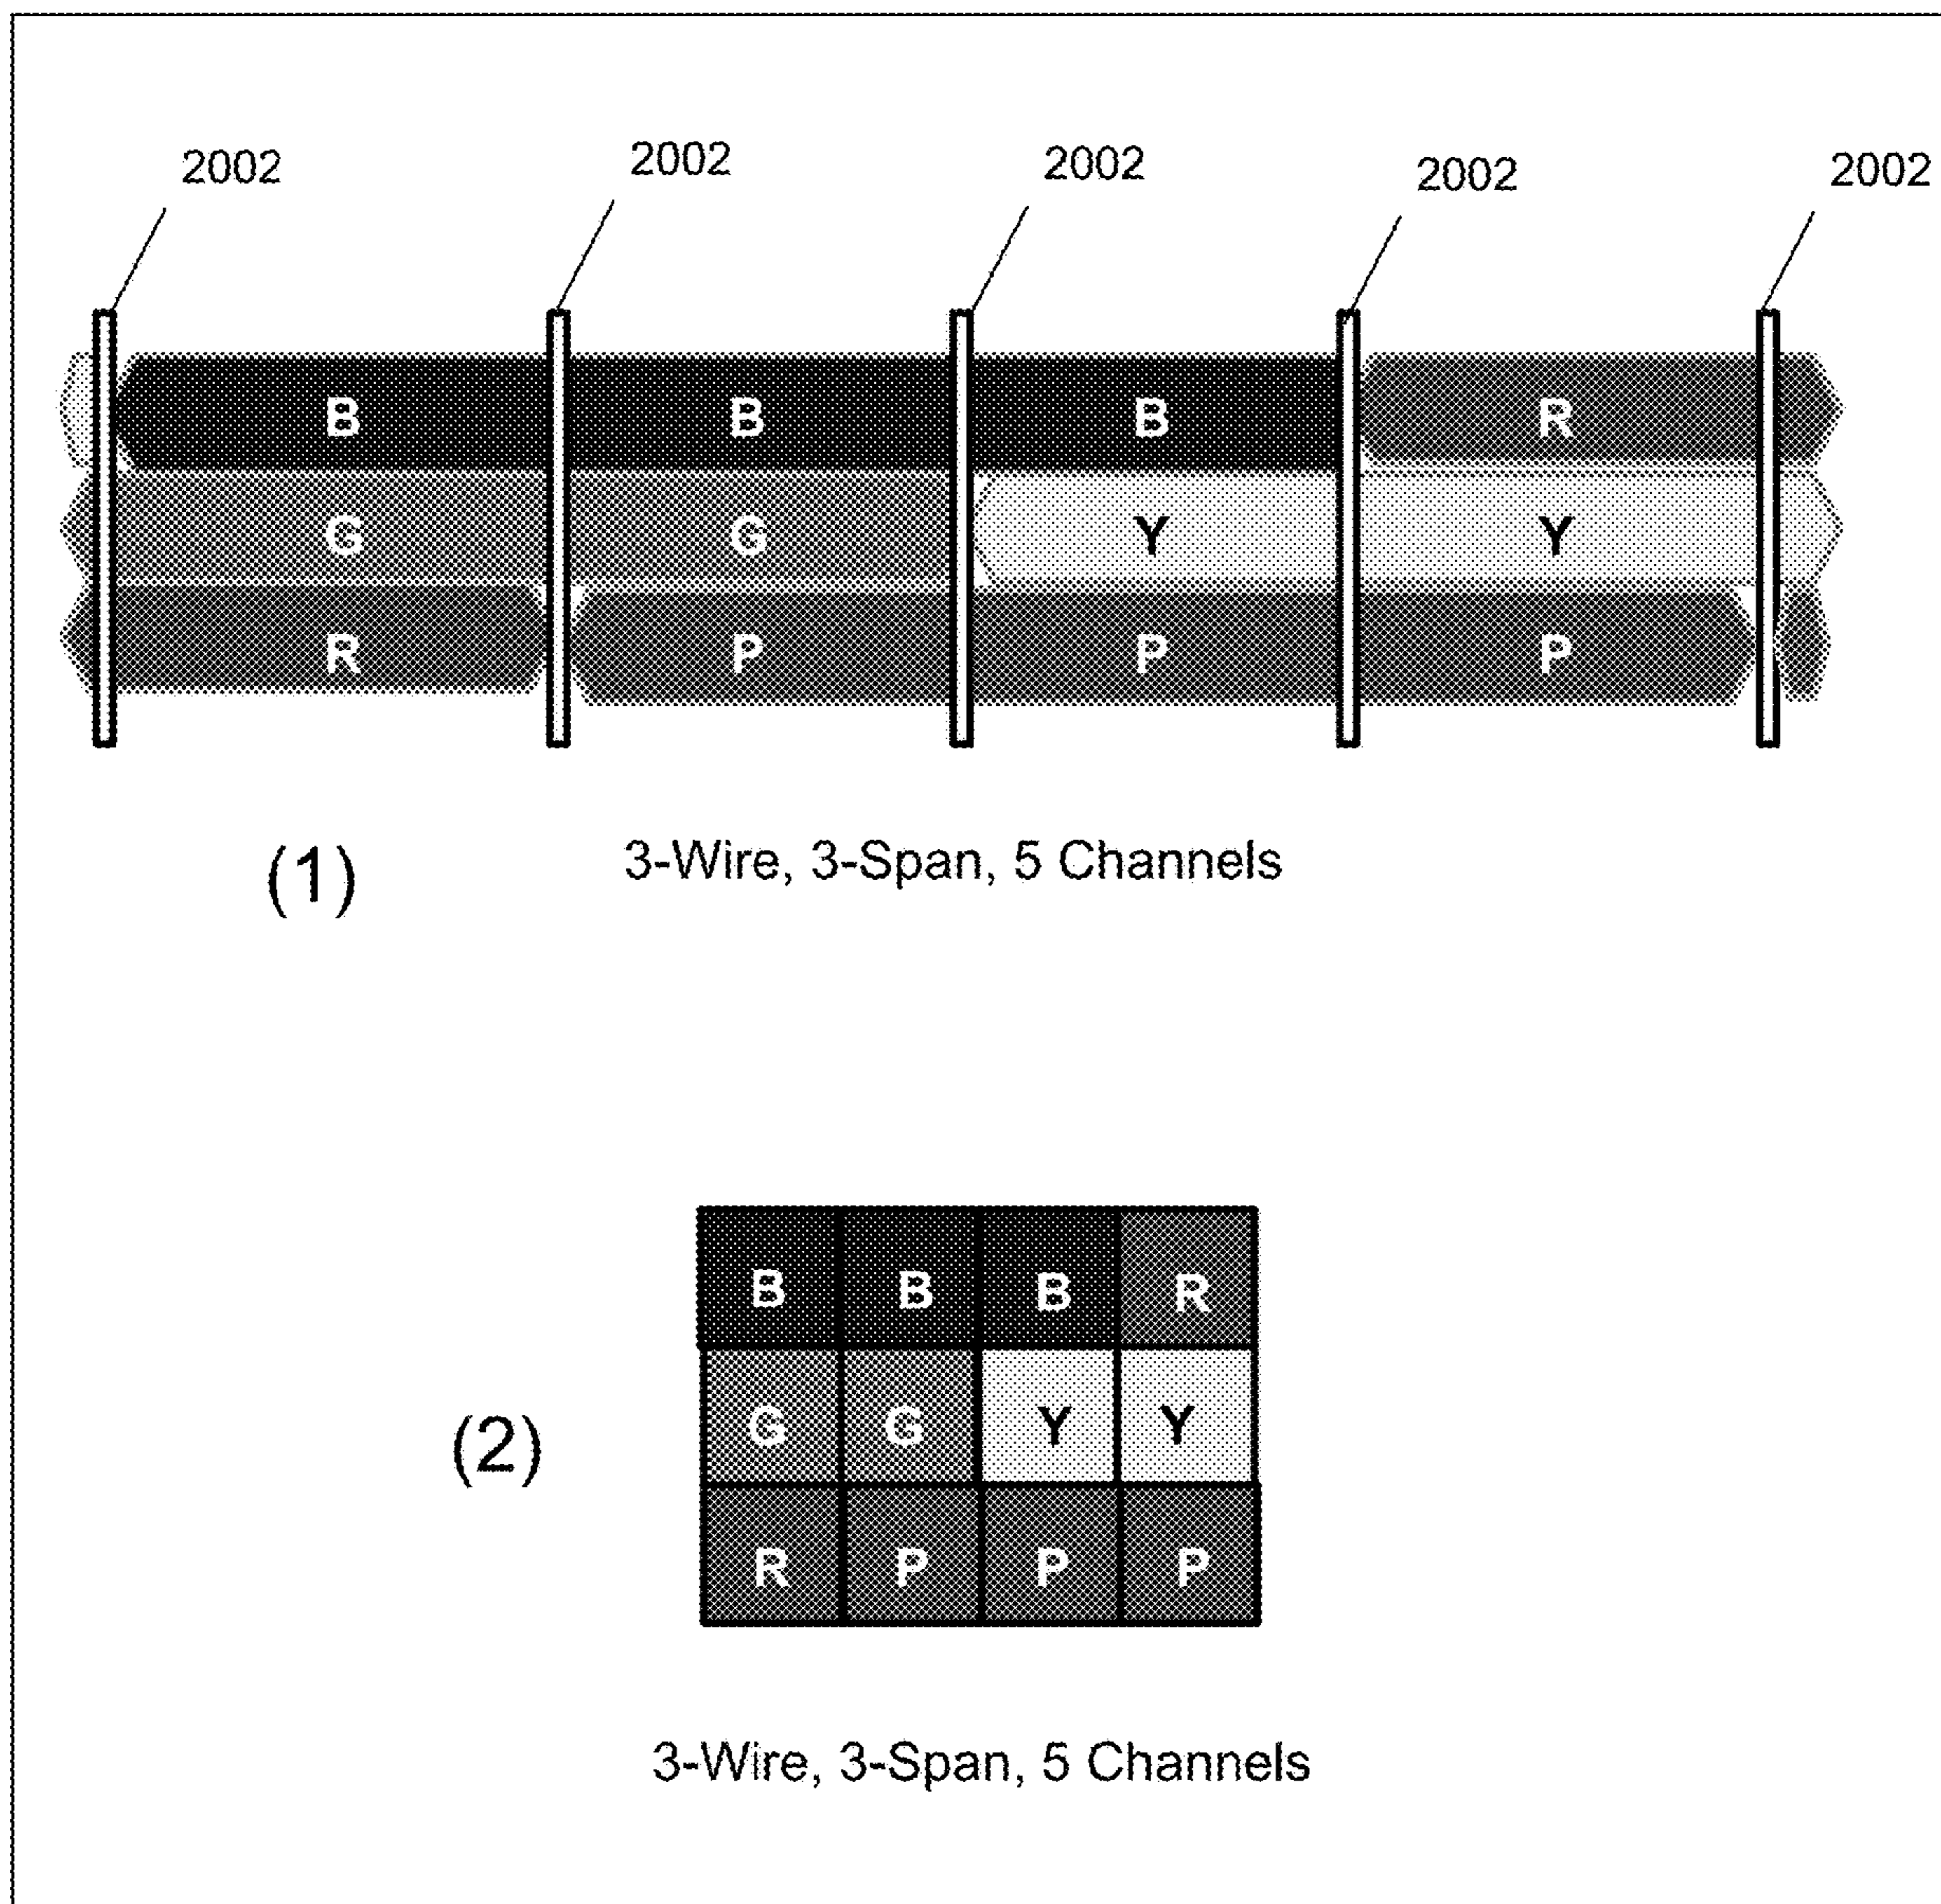 2002 2002 2002 2002 2002
B B B R
G G Y Y
R P P P
(1) 3-Wire, 3-Span, 5 Channels
B B B R
G G Y Y
(2)
R P P P
3-Wire, 3-Span, 5 Channels